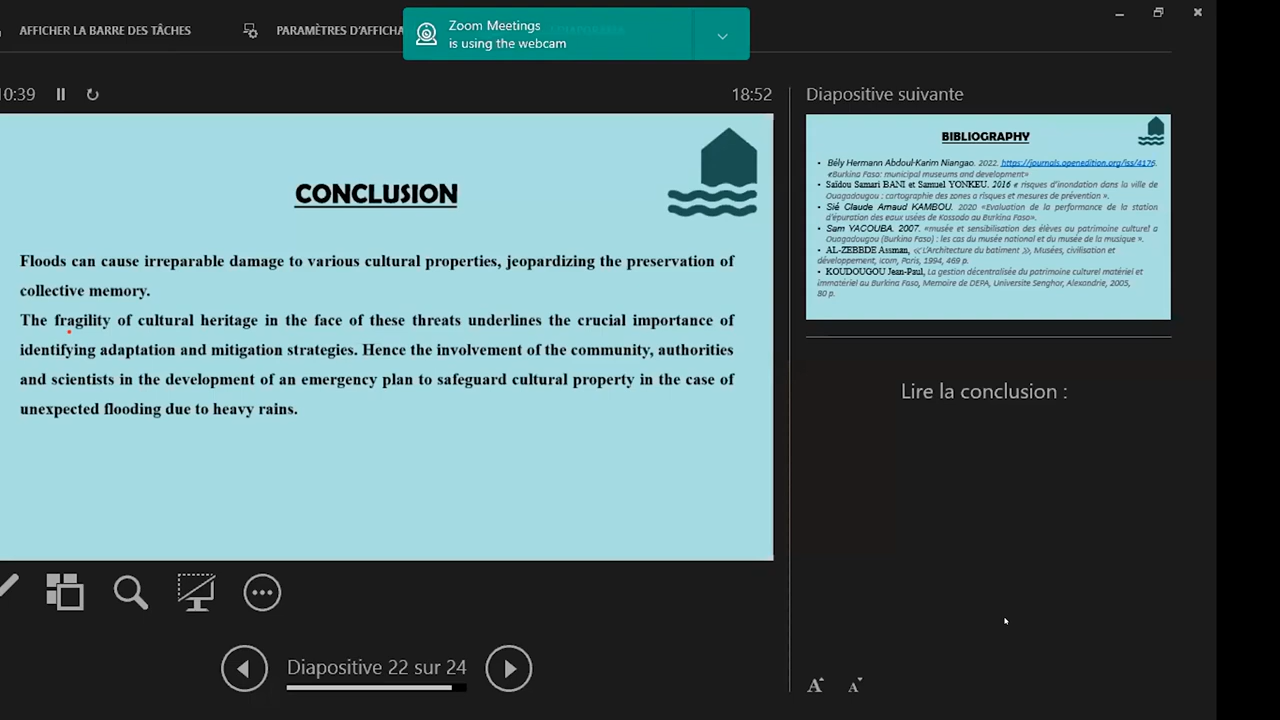 AFFICHER LA BARRE DES TÂCHES
PARAMÈTRES D'AFFICHA
Zoom Meetings
is using the webcam
10:39
18:52
Diapositive suivante
CONCLUSION
Floods can cause irreparable damage to various cultural properties, jeopardizing the preservation of
collective memory.
The fragility of cultural heritage in the face of these threats underlines the crucial importance of
identifying adaptation and mitigation strategies. Hence the involvement of the community, authorities
and scientists in the development of an emergency plan to safeguard cultural property in the case of
unexpected flooding due to heavy rains.
BIBLIOGRAPHY
• Bély Hermann Abdoul-Karim Niangao. 2022. https://journals.openedition.org/iss/4175.
«Burkina Faso: municipal museums and development»
• Saïdou Samari BANI et Samuel YONKEU. 2016 « risques d'inondation dans la ville de
Ouagadougou : cartographie des zones a risques et mesures de prévention ».
• Sié Claude Arnaud KAMBOU. 2020 «Evaluation de la performance de la station
d'épuration des eaux usées de Kossodo au Burkina Faso».
• Sam YACOUBA. 2007. «musée et sensibilisation des élèves au patrimoine culturel a
Ouagadougou (Burkina Faso) : les cas du musée national et du musée de la musique ».
• AL-ZEBBDE Assman, « L'Architecture du batiment », Musées, civilisation et
développement, icom, Paris, 1994, 469 p.
• KOUDOUGOU Jean-Paul, La gestion décentralisée du patrimoine culturel matériel et
immatériel au Burkina Faso, Memoire de DEPA, Universite Senghor, Alexandrie, 2005,
80 p.
Lire la conclusion :
Diapositive 22 sur 24
A A